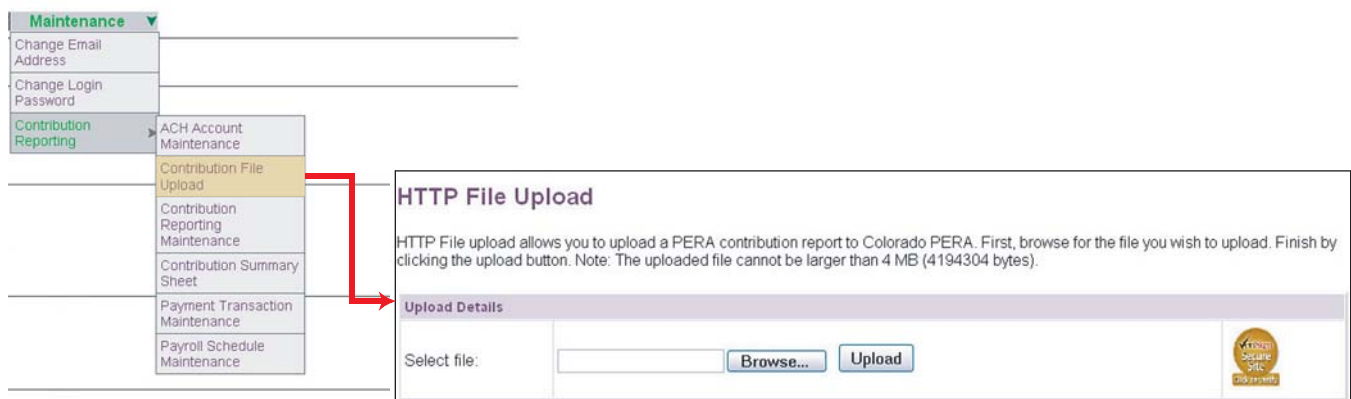 Maintenance
Change Email
Address
Change Login
Password
Contribution
Reporting
ACH Account
Maintenance
Contribution File
Upload
Contribution
Reporting
Maintenance
Contribution Summary
Sheet
Payment Transaction
Maintenance
Payroll Schedule
Maintenance
HTTP File Upload
HTTP File upload allows you to upload a PERA contribution report to Colorado PERA. First, browse for the file you wish to upload. Finish by
clicking the upload button. Note: The uploaded file cannot be larger than 4 MB (4194304 bytes).
Upload Details
Select file:
Browse...
Upload
Secure
Site